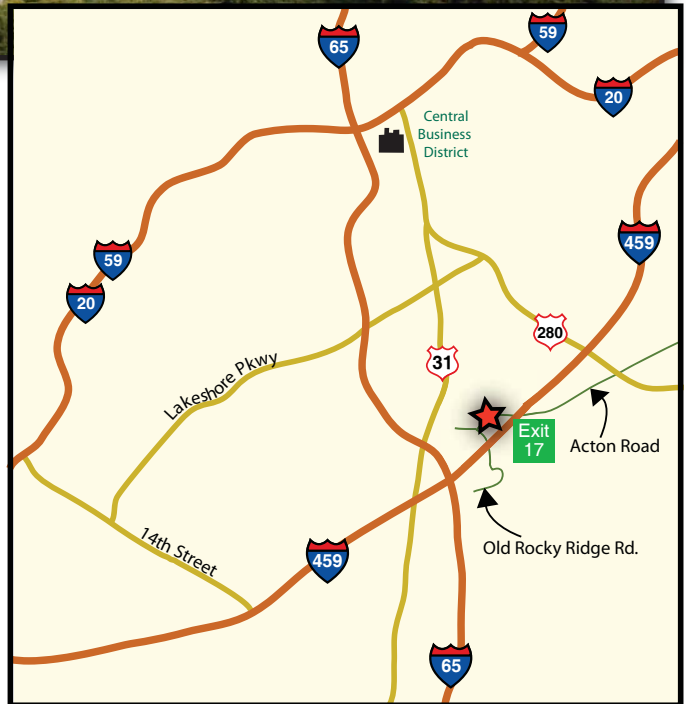 65
59
20
Central
Business
District
459
59
20
280
31
Lakeshore Pkwy
Exit
17
Acton Road
14th Street
Old Rocky Ridge Rd.
459
65